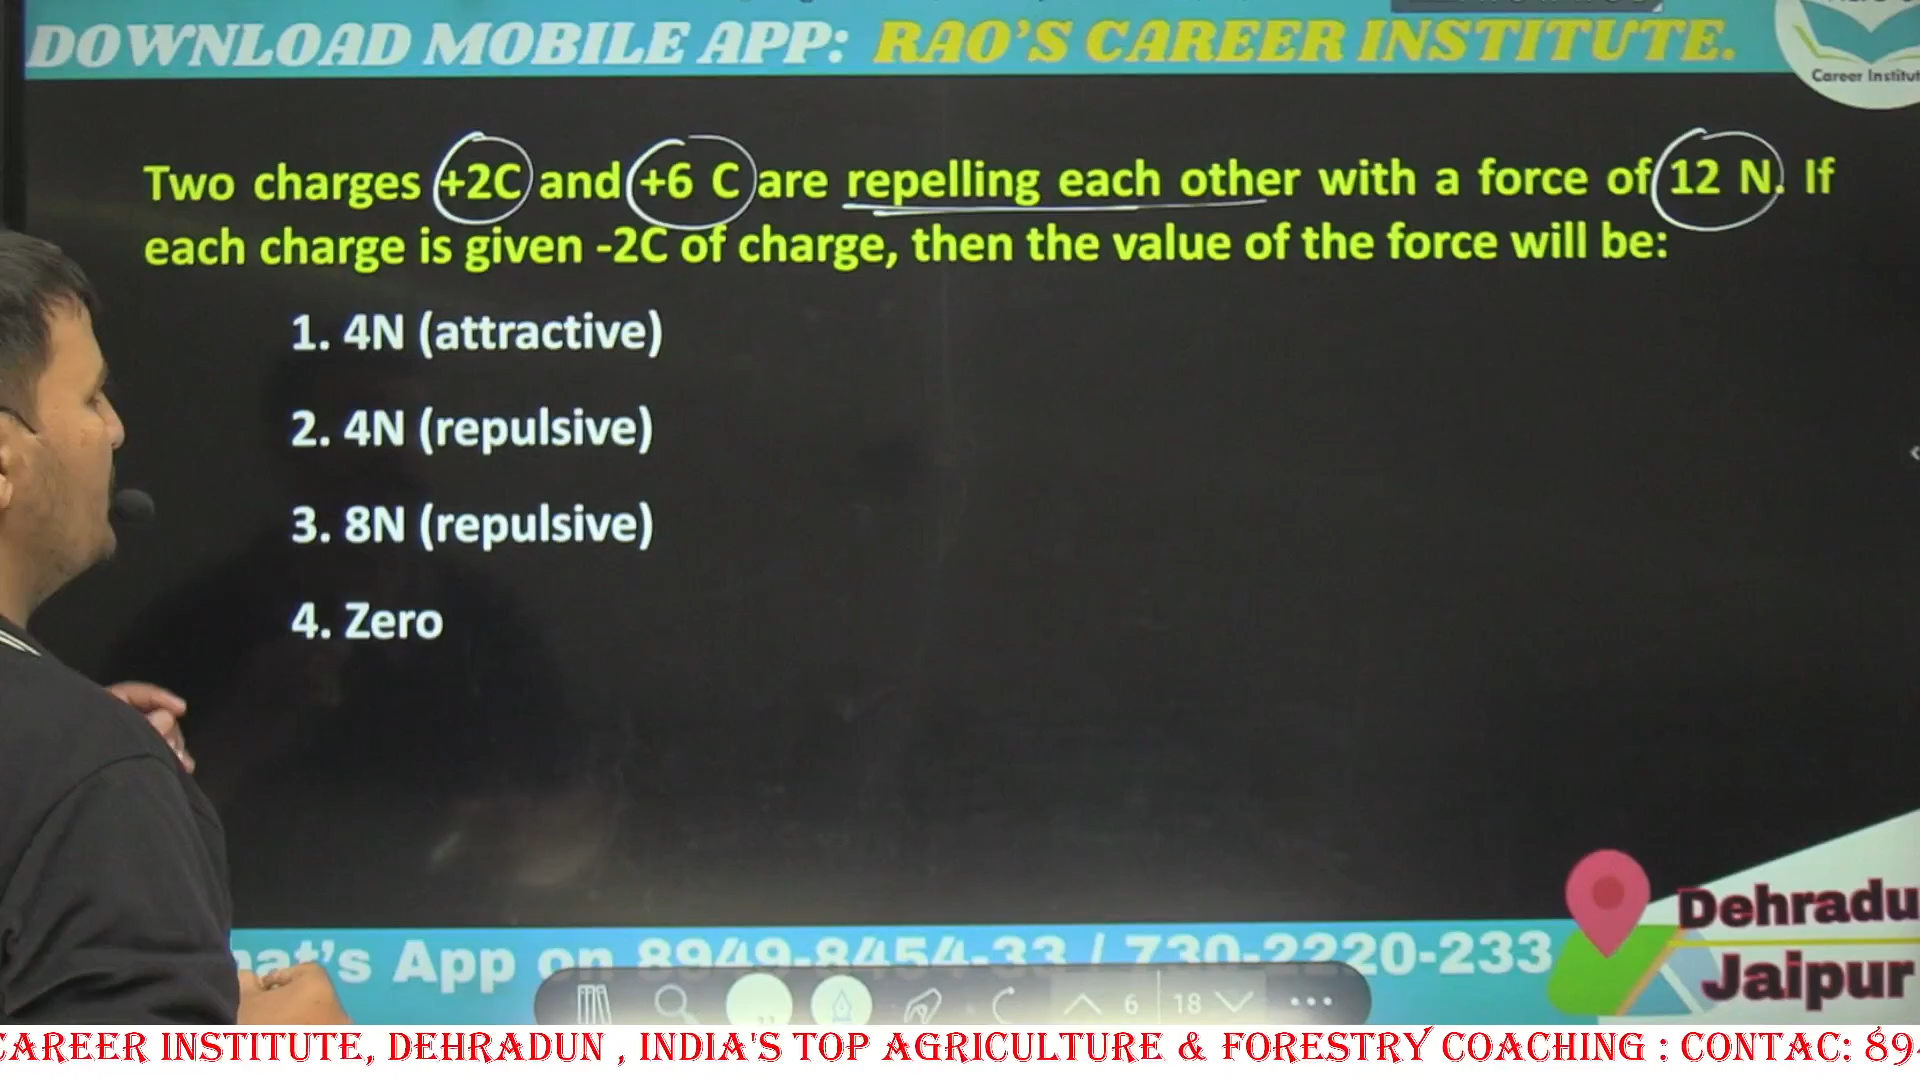 DOWNLOAD MOBILE APP: RAO'S CAREER INSTITUTE.
Career Institut
Two charges +2C and +6 C are repelling each other with a force of 12 N. If
each charge is given -2C of charge, then the value of the force will be:
1. 4N (attractive)
2. 4N (repulsive)
3. 8N (repulsive)
4. Zero
Dehradu
hat's App on 8949-8454-33 / 730-2220-233
Jaipur
6 18
CAREER INSTITUTE, DEHRADUN , INDIA'S TOP AGRICULTURE & FORESTRY COACHING : CONTAC: 89